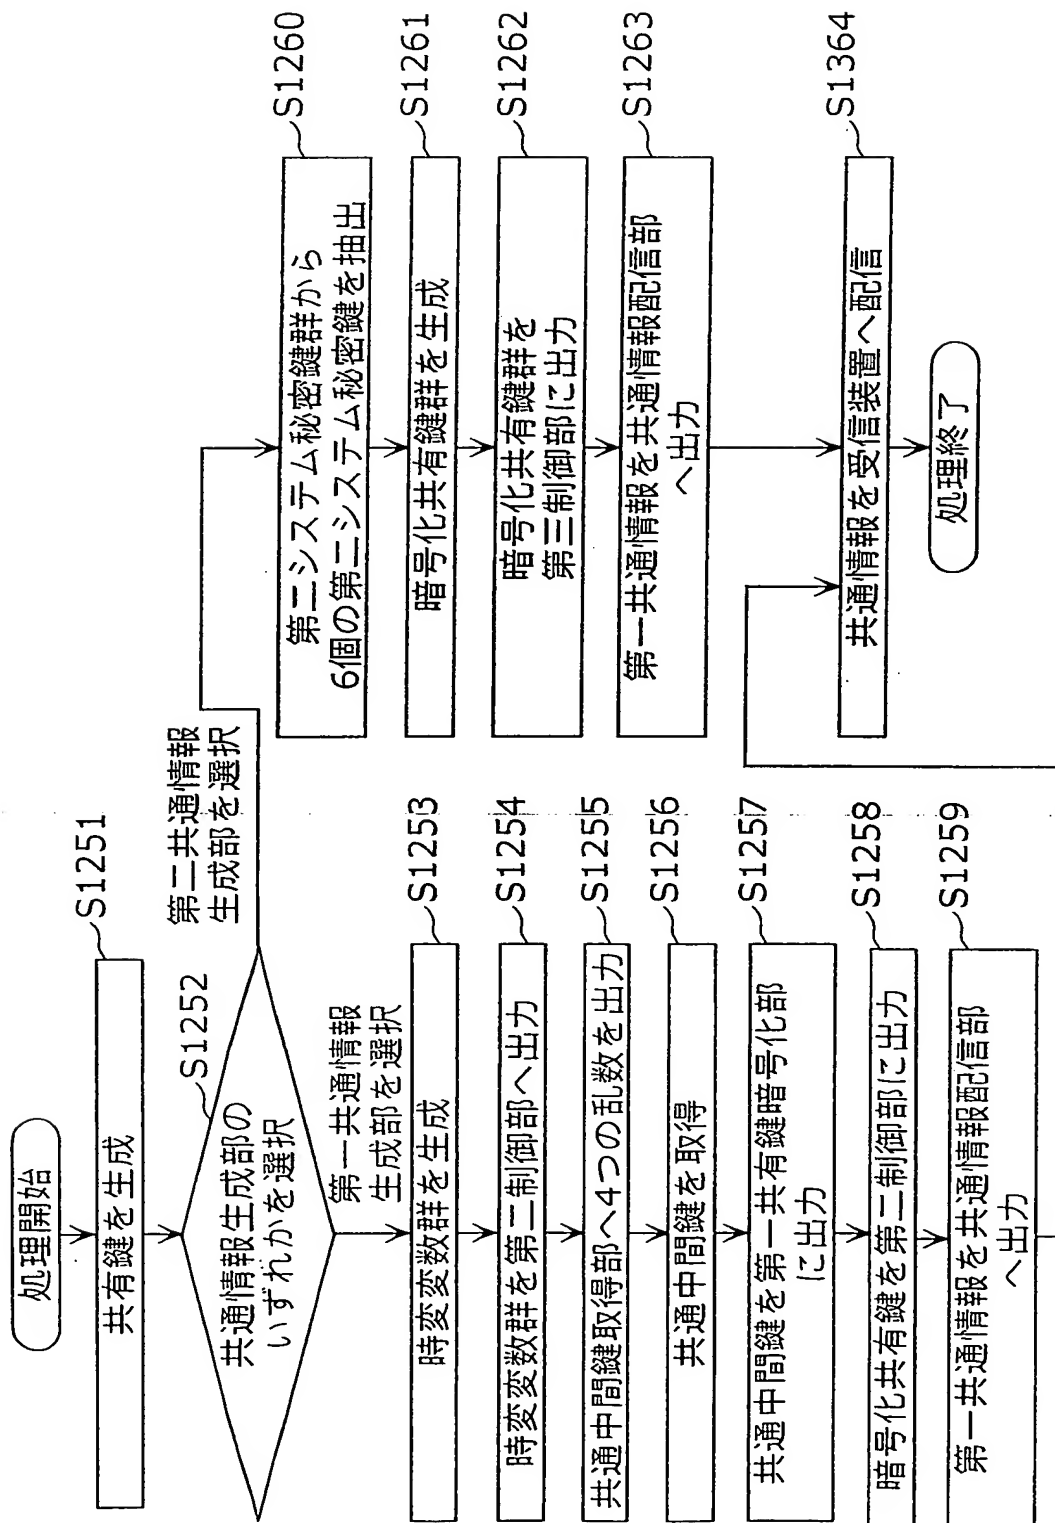 処理開始
共有鍵を生成
S1251
共通情報生成部の
いずれかを選択
S1252
第一共通情報
生成部を選択
第二共通情報
生成部を選択
時変変数群を生成
S1253
時変変数群を第二制御部へ出力
S1254
共通中間鍵取得部へ4つの乱数を出力
S1255
共通中間鍵を取得
S1256
共通中間鍵を第一共有鍵暗号化部
に出力
S1257
暗号化共有鍵を第二制御部に出力
S1258
第一共通情報を共通情報配信部
へ出力
S1259
第二システム秘密鍵群から
6個の第二システム秘密鍵を抽出
S1260
暗号化共有鍵群を生成
S1261
暗号化共有鍵群を
第三制御部に出力
S1262
第一共通情報を共通情報配信部
へ出力
S1263
共通情報を受信装置へ配信
S1364
処理終了